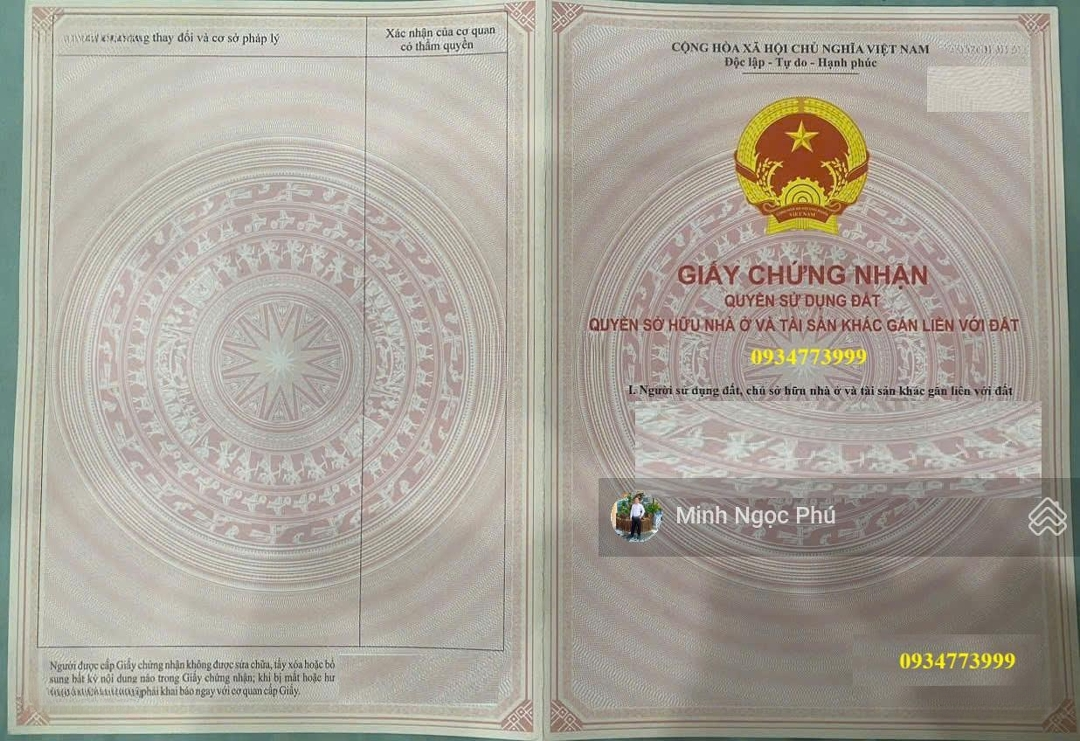 thay đổi và cơ sở pháp lý
Xác nhận của cơ quan
có thẩm quyền
Người được cấp Giấy chứng nhận không được sửa chữa, tẩy xóa hoặc bổ
sung bất kỳ nội dung nào trong Giấy chứng nhận; khi bị mất hoặc hư
phải khai báo ngay với cơ quan cấp Giấy.
CỘNG HÒA XÃ HỘI CHỦ NGHĨA VIỆT NAM
Độc lập - Tự do - Hạnh phúc
VIỆT NAM
GIẤY CHỨNG NHẬN
QUYỀN SỬ DỤNG ĐẤT
QUYỀN SỞ HỮU NHÀ Ở VÀ TÀI SẢN KHÁC GẮN LIỀN VỚI ĐẤT
0934773999
I. Người sử dụng đất, chủ sở hữu nhà ở và tài sản khác gắn liền với đất
Minh Ngọc Phú
0934773999